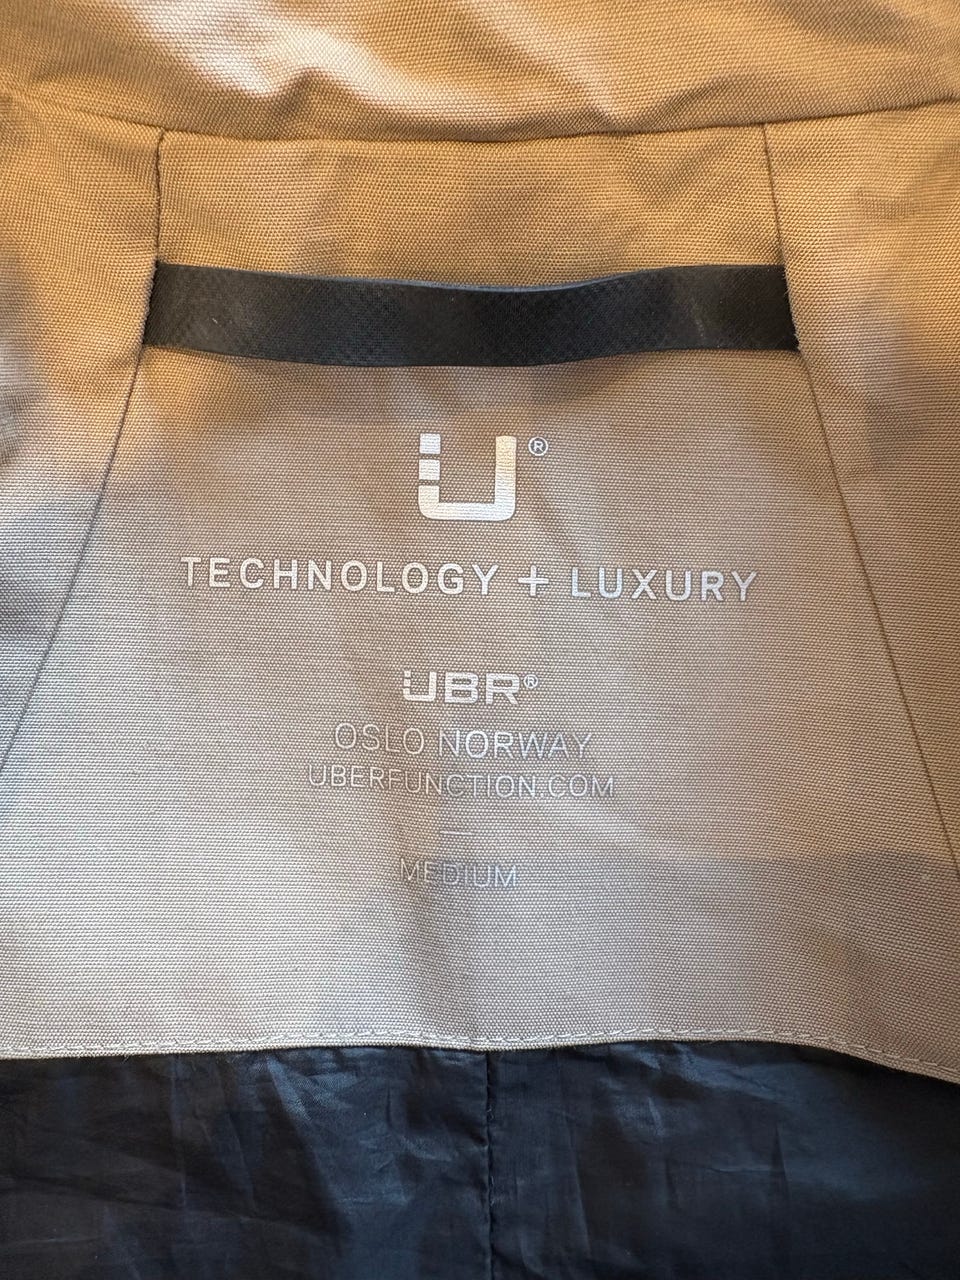 U®
TECHNOLOGY + LUXURY
UBR®
OSLO NORWAY
UBERFUNCTION.COM
—
MEDIUM